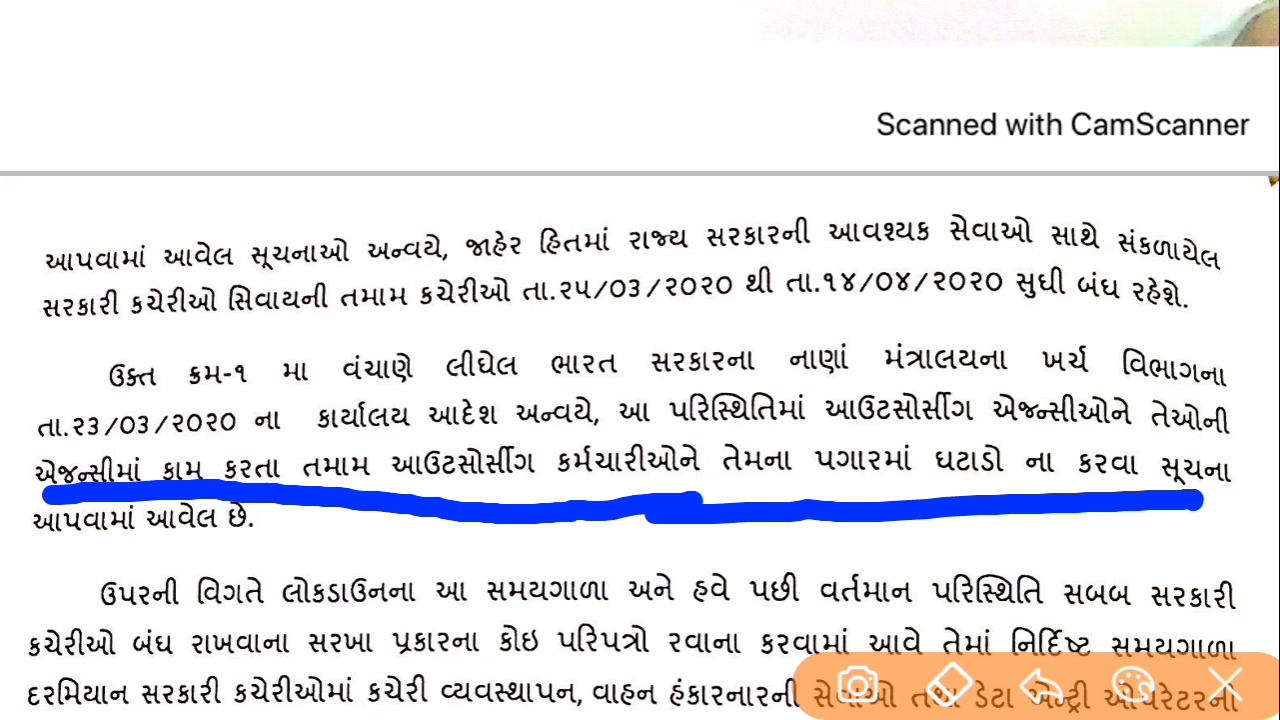 Scanned with CamScanner
આપવામાં આવેલ સૂચનાઓ અન્વયે, જાહેર હિતમાં રાજ્ય સરકારની આવશ્યક સેવાઓ સાથે સંકળાયેલ
સરકારી કચેરીઓ સિવાયની તમામ કચેરીઓ તા.૨૫/૦૩/૨૦૨૦ થી તા.૧૪/૦૪/૨૦૨૦ સુધી બંધ રહેશે.
ઉક્ત ક્રમ-૧ મા વંચાણે લીધેલ ભારત સરકારના નાણાં મંત્રાલયના ખર્ચ વિભાગના
તા.૨૩/૦૩/૨૦૨૦ ના કાર્યાલય આદેશ અન્વયે, આ પરિસ્થિતિમાં આઉટસોર્સીંગ એજન્સીઓને તેઓની
એજન્સીમાં કામ કરતા તમામ આઉટસોર્સીંગ કર્મચારીઓને તેમના પગારમાં ઘટાડો ના કરવા સૂચના
આપવામાં આવેલ છે.
ઉપરની વિગતે લોકડાઉનના આ સમયગાળા અને હવે પછી વર્તમાન પરિસ્થિતિ સબબ સરકારી
કચેરીઓ બંધ રાખવાના સરખા પ્રકારના કોઇ પરિપત્રો રવાના કરવામાં આવે તેમાં નિર્દિષ્ટ સમયગાળા
દરમિયાન સરકારી કચેરીઓમાં કચેરી વ્યવસ્થાપન, વાહન હંકારનારની સેવાઓ તથા ડેટા એન્ટ્રી ઓપરેટરની